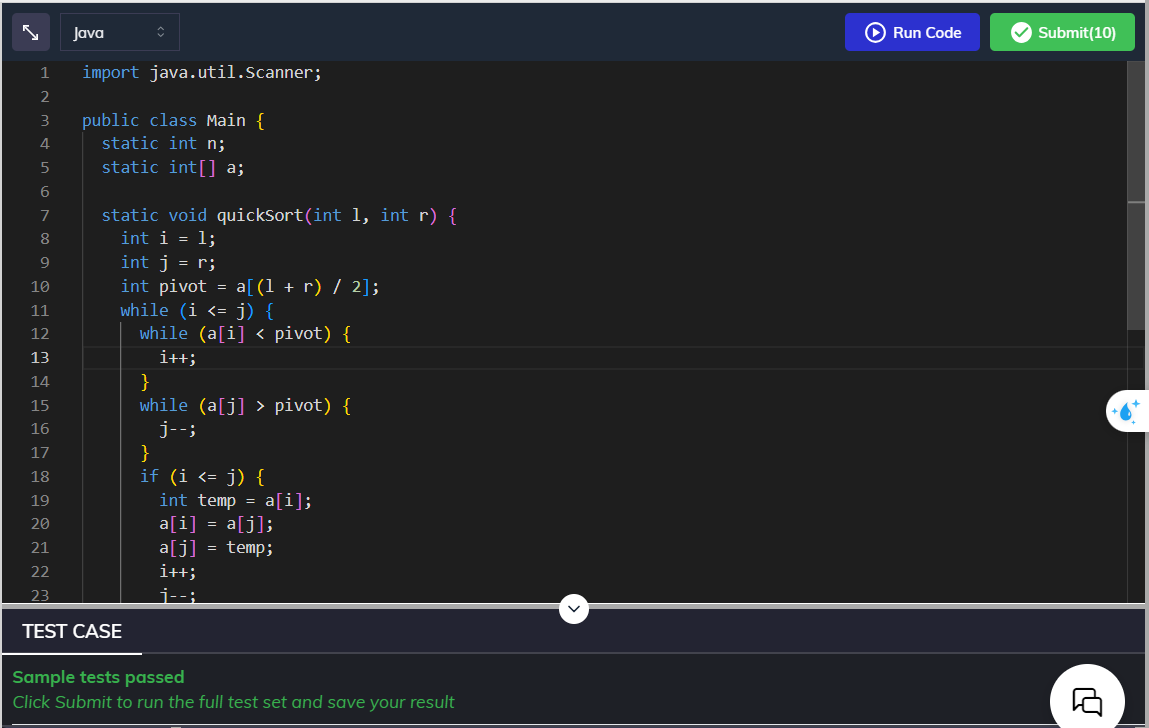 Java Run Code Submit(10)
1 import java.util.Scanner;
2
3 public class Main {
4 static int n;
5 static int[] a;
6
7 static void quickSort(int l, int r) {
8 int i = l;
9 int j = r;
10 int pivot = a[(l + r) / 2];
11 while (i <= j) {
12 while (a[i] < pivot) {
13 i++;
14 }
15 while (a[j] > pivot) {
16 j--;
17 }
18 if (i <= j) {
19 int temp = a[i];
20 a[i] = a[j];
21 a[j] = temp;
22 i++;
23 j--;
TEST CASE
Sample tests passed
Click Submit to run the full test set and save your result